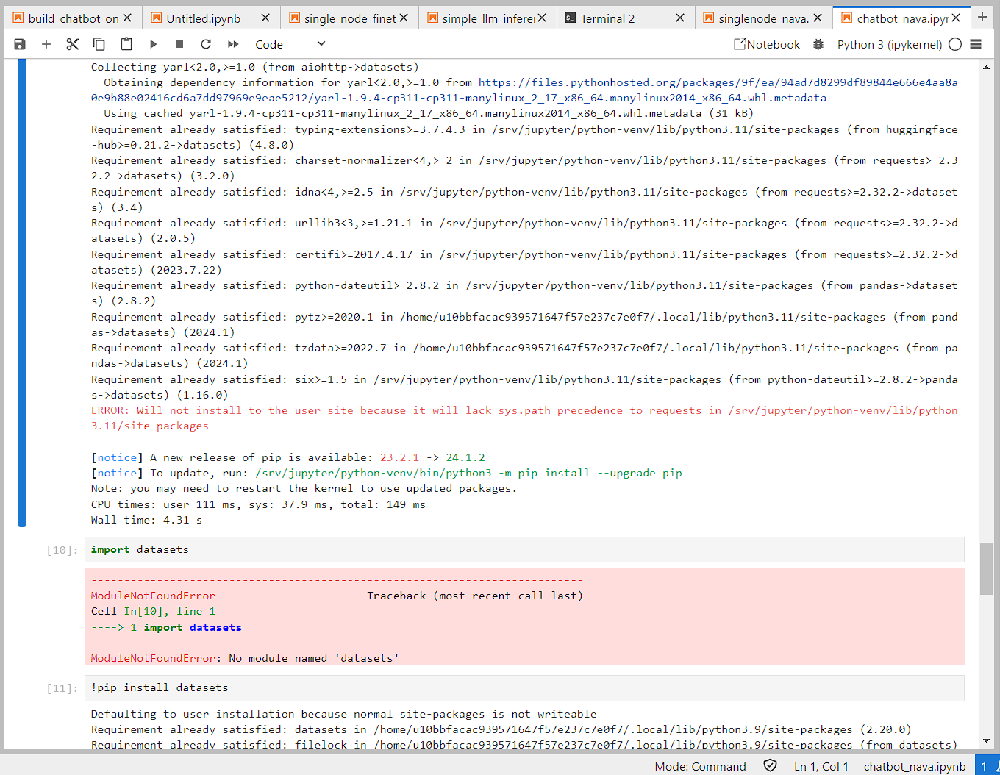 build_chatbot_on_
Untitled.ipynb
single_node_finet
simple_llm_infere
Terminal 2
singlenode_nava.i
chatbot_nava.ipyn
Code
Notebook
Python 3 (ipykernel)
Collecting yarl<2.0,>=1.0 (from aiohttp->datasets)
Obtaining dependency information for yarl<2.0,>=1.0 from https://files.pythonhosted.org/packages/9f/ea/94ad7d8299df89844e666e4aa8a
0e9b88e02416cd6a7dd97969e9eae5212/yarl-1.9.4-cp311-cp311-manylinux_2_17_x86_64.manylinux2014_x86_64.whl.metadata
Using cached yarl-1.9.4-cp311-cp311-manylinux_2_17_x86_64.manylinux2014_x86_64.whl.metadata (31 kB)
Requirement already satisfied: typing-extensions>=3.7.4.3 in /srv/jupyter/python-venv/lib/python3.11/site-packages (from huggingface
-hub>=0.21.2->datasets) (4.8.0)
Requirement already satisfied: charset-normalizer<4,>=2 in /srv/jupyter/python-venv/lib/python3.11/site-packages (from requests>=2.3
2.2->datasets) (3.2.0)
Requirement already satisfied: idna<4,>=2.5 in /srv/jupyter/python-venv/lib/python3.11/site-packages (from requests>=2.32.2->dataset
s) (3.4)
Requirement already satisfied: urllib3<3,>=1.21.1 in /srv/jupyter/python-venv/lib/python3.11/site-packages (from requests>=2.32.2->d
atasets) (2.0.5)
Requirement already satisfied: certifi>=2017.4.17 in /srv/jupyter/python-venv/lib/python3.11/site-packages (from requests>=2.32.2->d
atasets) (2023.7.22)
Requirement already satisfied: python-dateutil>=2.8.2 in /srv/jupyter/python-venv/lib/python3.11/site-packages (from pandas->dataset
s) (2.8.2)
Requirement already satisfied: pytz>=2020.1 in /home/u10bbfacac939571647f57e237c7e0f7/.local/lib/python3.11/site-packages (from pand
as->datasets) (2024.1)
Requirement already satisfied: tzdata>=2022.7 in /home/u10bbfacac939571647f57e237c7e0f7/.local/lib/python3.11/site-packages (from pa
ndas->datasets) (2024.1)
Requirement already satisfied: six>=1.5 in /srv/jupyter/python-venv/lib/python3.11/site-packages (from python-dateutil>=2.8.2->panda
s->datasets) (1.16.0)
ERROR: Will not install to the user site because it will lack sys.path precedence to requests in /srv/jupyter/python-venv/lib/python
3.11/site-packages
[notice] A new release of pip is available: 23.2.1 -> 24.1.2
[notice] To update, run: /srv/jupyter/python-venv/bin/python3 -m pip install --upgrade pip
Note: you may need to restart the kernel to use updated packages.
CPU times: user 111 ms, sys: 37.9 ms, total: 149 ms
Wall time: 4.31 s
[10]: import datasets
---------------------------------------------------------------------------
ModuleNotFoundError Traceback (most recent call last)
Cell In[10], line 1
----> 1 import datasets
ModuleNotFoundError: No module named 'datasets'
[11]: !pip install datasets
Defaulting to user installation because normal site-packages is not writeable
Requirement already satisfied: datasets in /home/u10bbfacac939571647f57e237c7e0f7/.local/lib/python3.9/site-packages (2.20.0)
Requirement already satisfied: filelock in /home/u10bbfacac939571647f57e237c7e0f7/.local/lib/python3.9/site-packages (from datasets)
Mode: Command
Ln 1, Col 1
chatbot_nava.ipynb
1